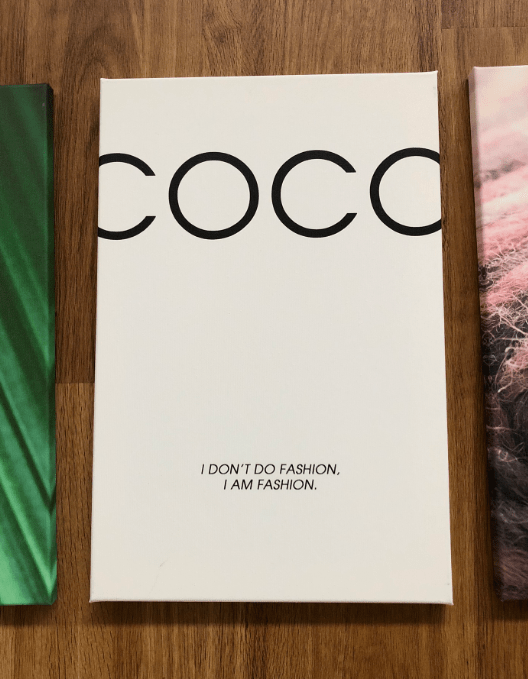 COCO
I DON'T DO FASHION,
I AM FASHION.